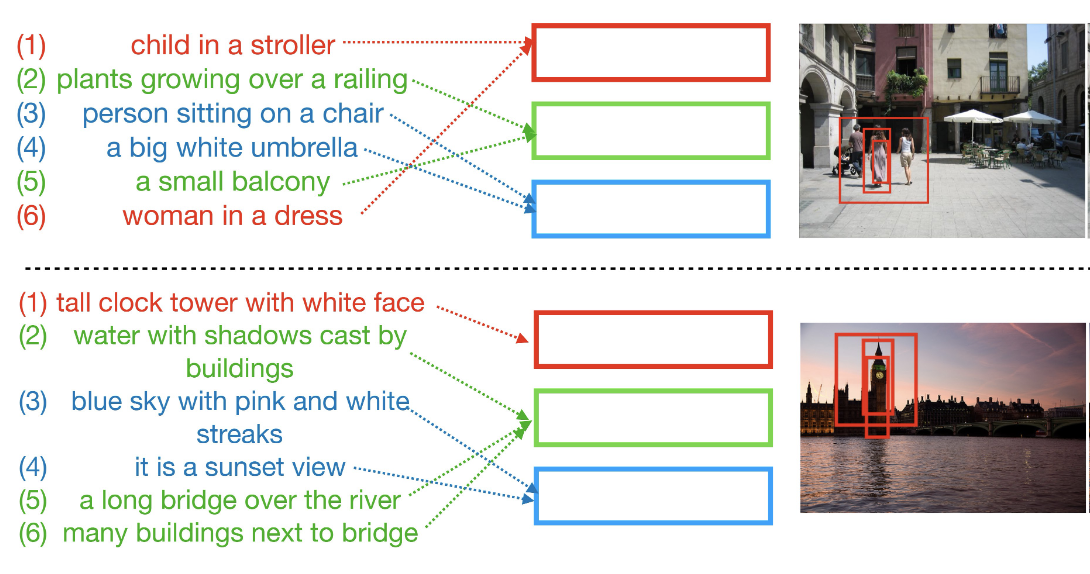 (1) child in a stroller
(2) plants growing over a railing
(3) person sitting on a chair
(4) a big white umbrella
(5) a small balcony
(6) woman in a dress
(1) tall clock tower with white face
(2) water with shadows cast by
buildings
(3) blue sky with pink and white
streaks
(4) it is a sunset view
(5) a long bridge over the river
(6) many buildings next to bridge